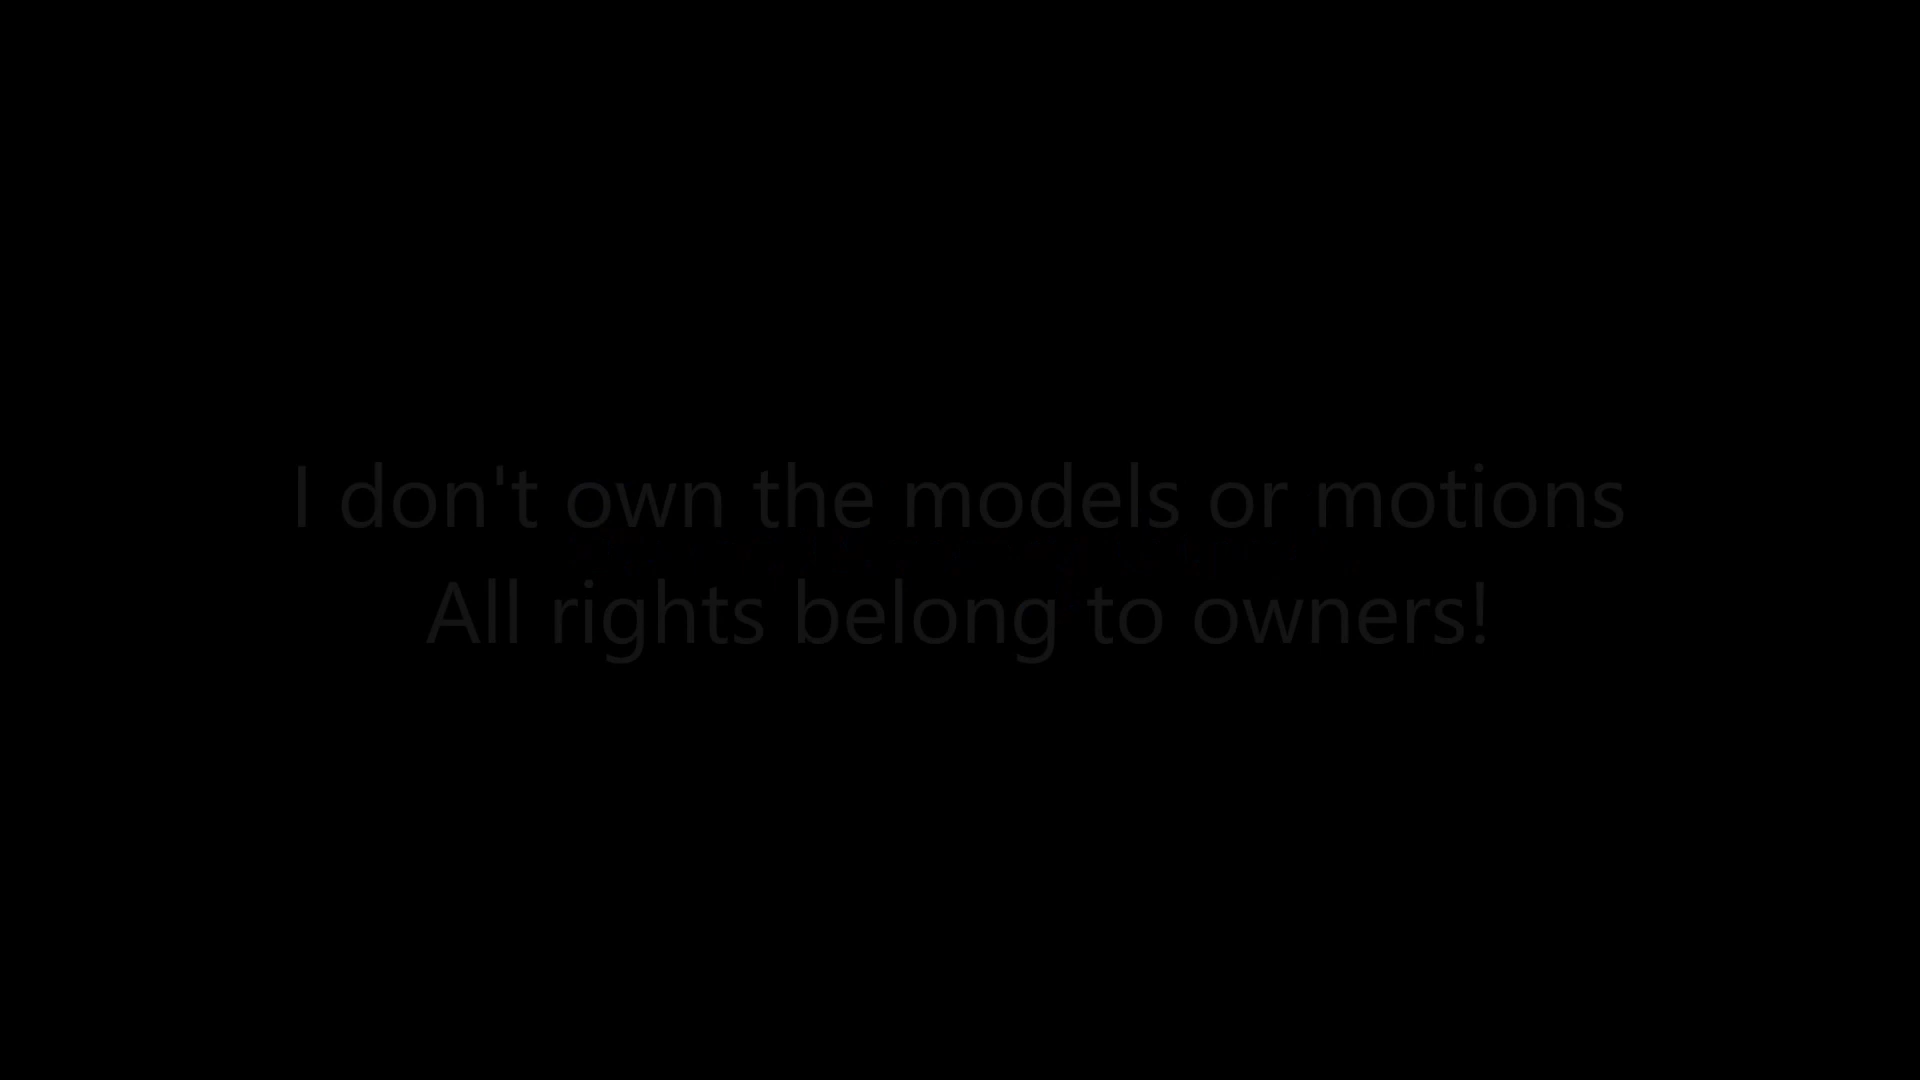 I don't own the models or motions
All rights belong to owners!